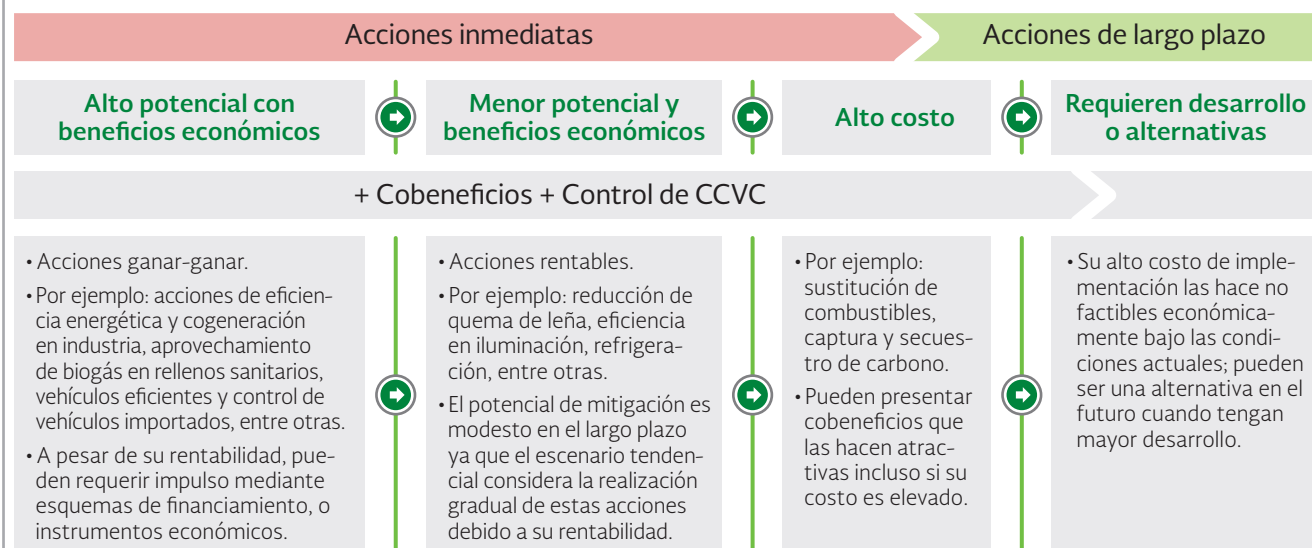 Acciones inmediatas
Acciones de largo plazo
Alto potencial con
beneficios económicos
Menor potencial y
beneficios económicos
Alto costo
Requieren desarrollo
o alternativas
+ Cobeneficios + Control de CCVC
• Acciones ganar-ganar.
• Por ejemplo: acciones de eficien-
cia energética y cogeneración
en industria, aprovechamiento
de biogás en rellenos sanitarios,
vehículos eficientes y control de
vehículos importados, entre otras.
• A pesar de su rentabilidad, pue-
den requerir impulso mediante
esquemas de financiamiento, o
instrumentos económicos.
• Acciones rentables.
• Por ejemplo: reducción de
quema de leña, eficiencia
en iluminación, refrigera-
ción, entre otras.
• El potencial de mitigación es
modesto en el largo plazo
ya que el escenario tenden-
cial considera la realización
gradual de estas acciones
debido a su rentabilidad.
• Por ejemplo:
sustitución de
combustibles,
captura y secues-
tro de carbono.
• Pueden presentar
cobeneficios que
las hacen atrac-
tivas incluso si su
costo es elevado.
• Su alto costo de imple-
mentación las hace no
factibles económica-
mente bajo las condi-
ciones actuales; pueden
ser una alternativa en el
futuro cuando tengan
mayor desarrollo.